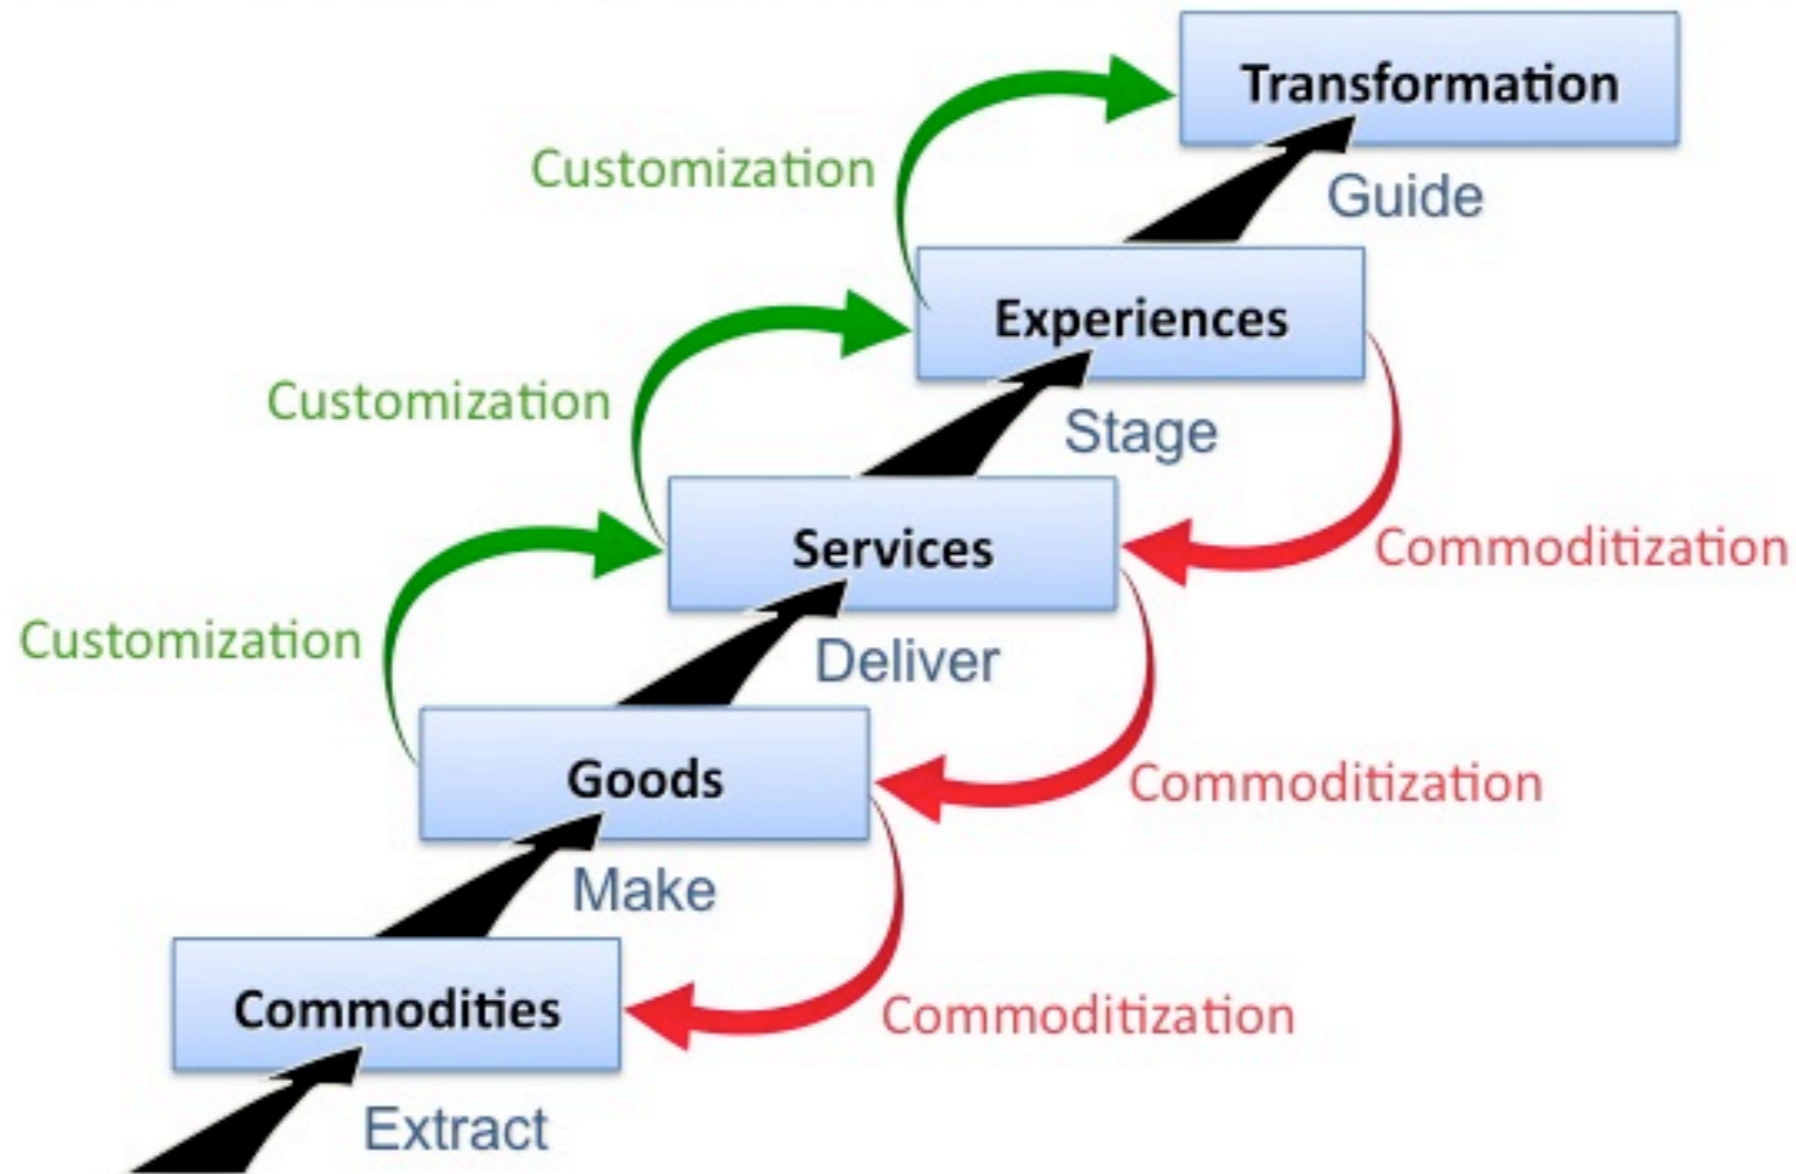 Transformation
Customization
Guide
Experiences
Customization
Stage
Services
Commoditization
Customization
Deliver
Goods
Commoditization
Make
Commodities
Commoditization
Extract